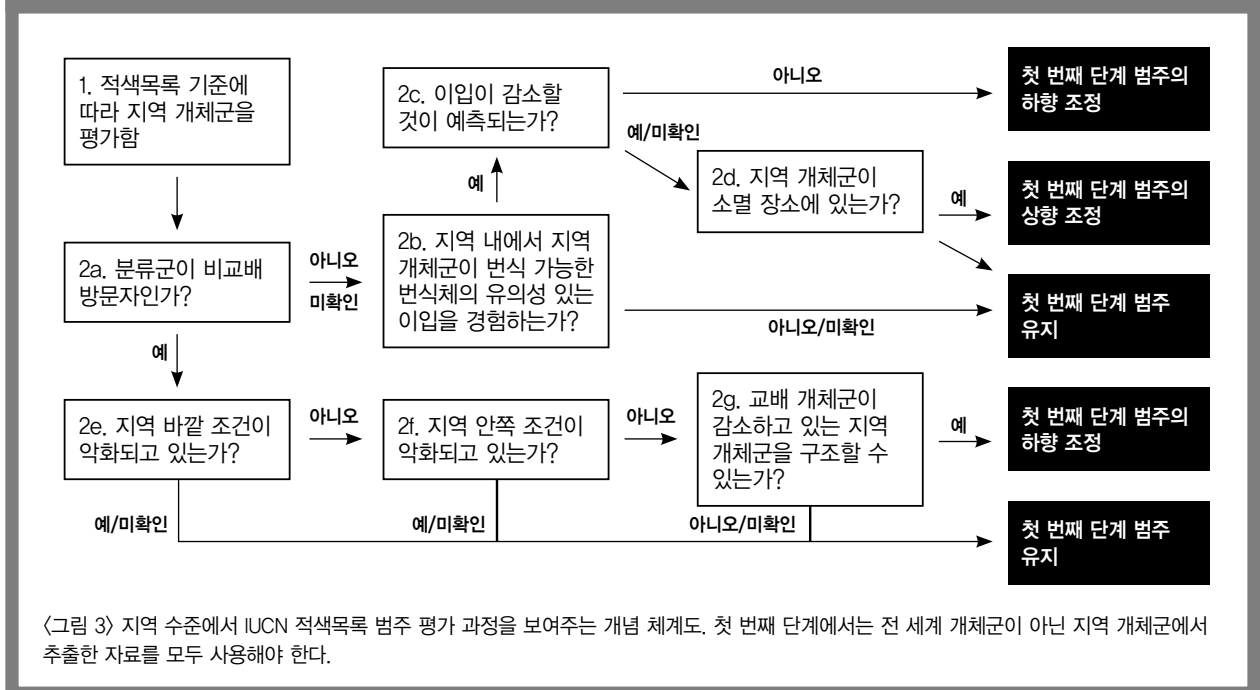 1. 적색목록 기준에
따라 지역 개체군을
평가함
2a. 분류군이 비교배
방문자인가?
아니오
미확인
예
2b. 지역 내에서 지역
개체군이 번식 가능한
번식체의 유의성 있는
이입을 경험하는가?
예
아니오/미확인
2c. 이입이 감소할
것이 예측되는가?
아니오
예/미확인
첫 번째 단계 범주의
하향 조정
2d. 지역 개체군이
소멸 장소에 있는가?
예
첫 번째 단계 범주의
상향 조정
첫 번째 단계 범주
유지
2e. 지역 바깥 조건이
악화되고 있는가?
아니오
예/미확인
2f. 지역 안쪽 조건이
악화되고 있는가?
아니오
예/미확인
2g. 교배 개체군이
감소하고 있는 지역
개체군을 구조할 수
있는가?
예
아니오/미확인
첫 번째 단계 범주의
하향 조정
첫 번째 단계 범주
유지
〈그림 3〉 지역 수준에서 IUCN 적색목록 범주 평가 과정을 보여주는 개념 체계도. 첫 번째 단계에서는 전 세계 개체군이 아닌 지역 개체군에서
추출한 자료를 모두 사용해야 한다.